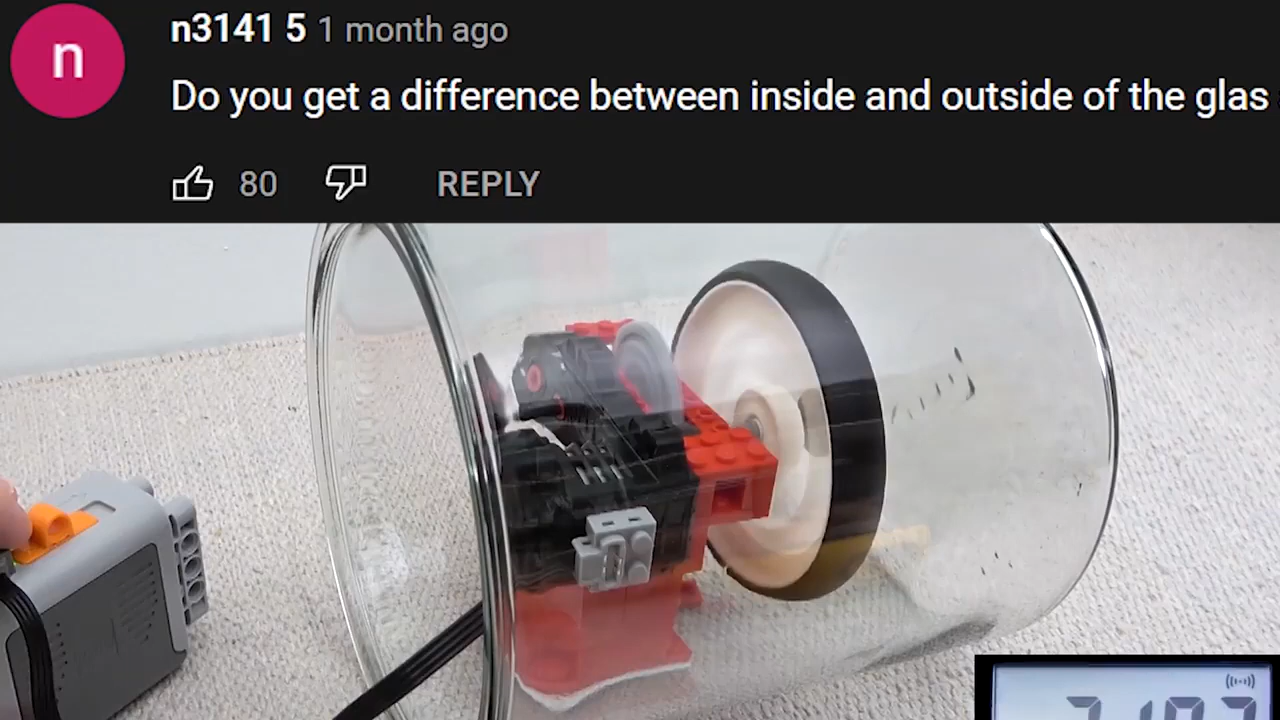 n
n3141 5 1 month ago
Do you get a difference between inside and outside of the glas
80
REPLY